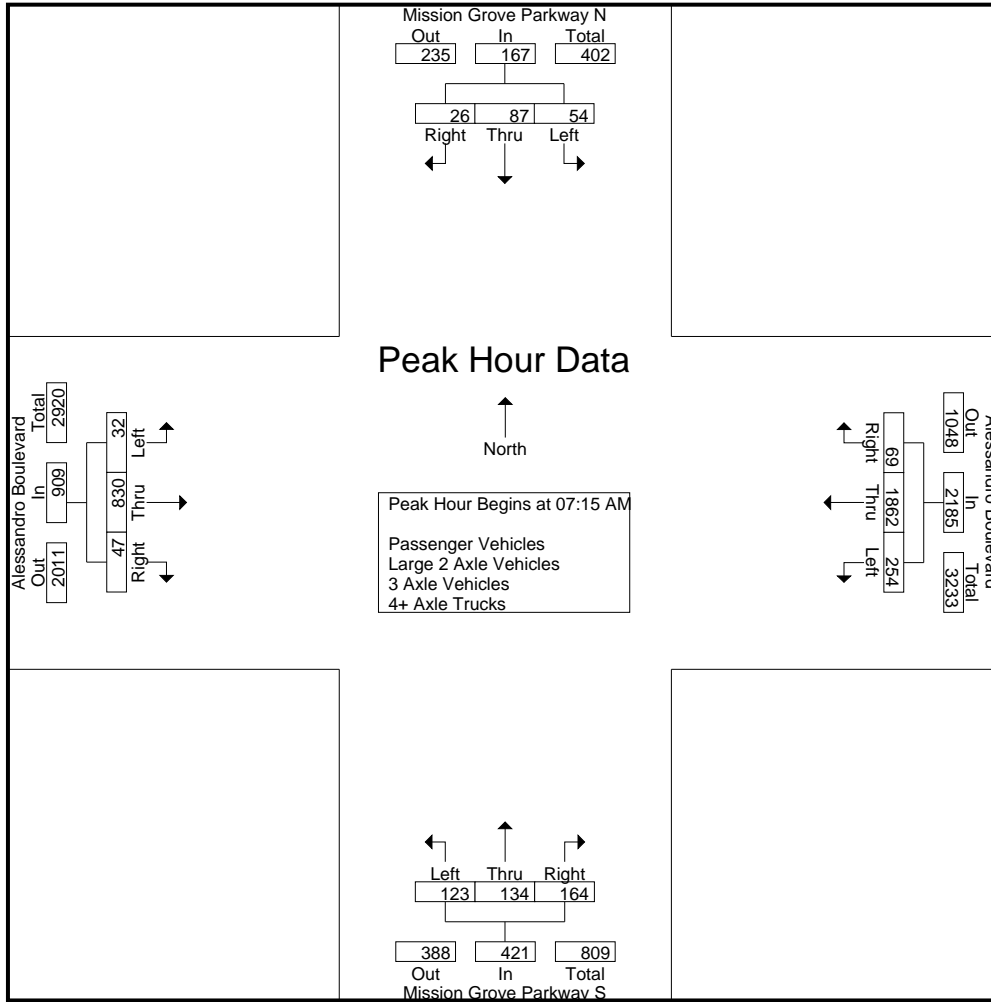 Mission Grove Parkway N
Out In Total
235 167 402
26 87 54
Right Thru Left
Peak Hour Data
North
Peak Hour Begins at 07:15 AM
Passenger Vehicles
Large 2 Axle Vehicles
3 Axle Vehicles
4+ Axle Trucks
Alessandro Boulevard
Out In Total
2011 909 2920
Left Thru Right
32 830 47
Alessandro Boulevard
Out In Total
1048 2185 3233
69 1862 254
Right Thru Left
Left Thru Right
123 134 164
388 421 809
Out In Total
Mission Grove Parkway S